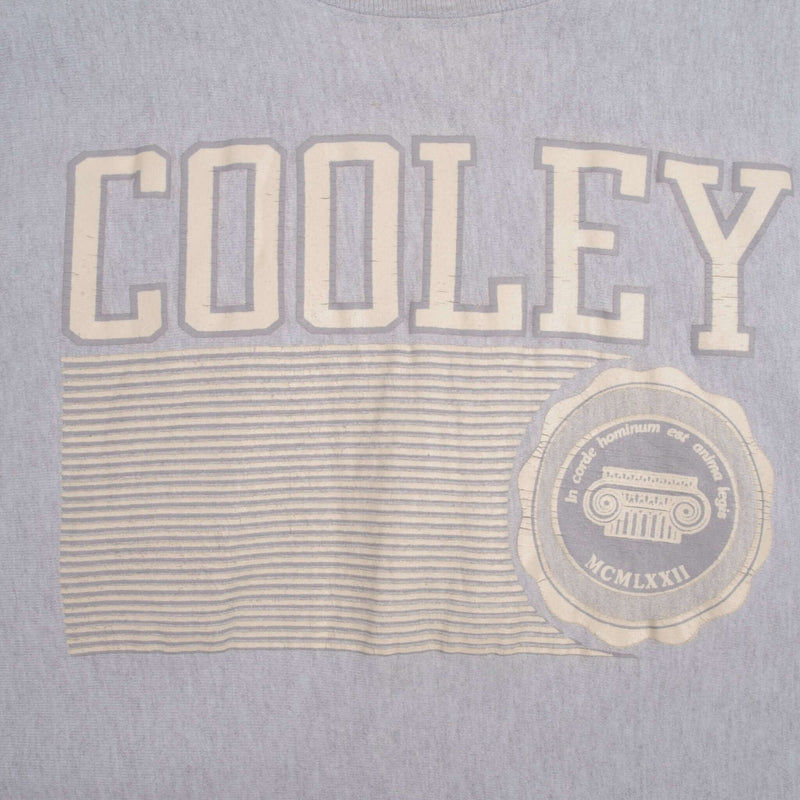 COOLEY
In corde hominum est anima legis
MCMLXXII